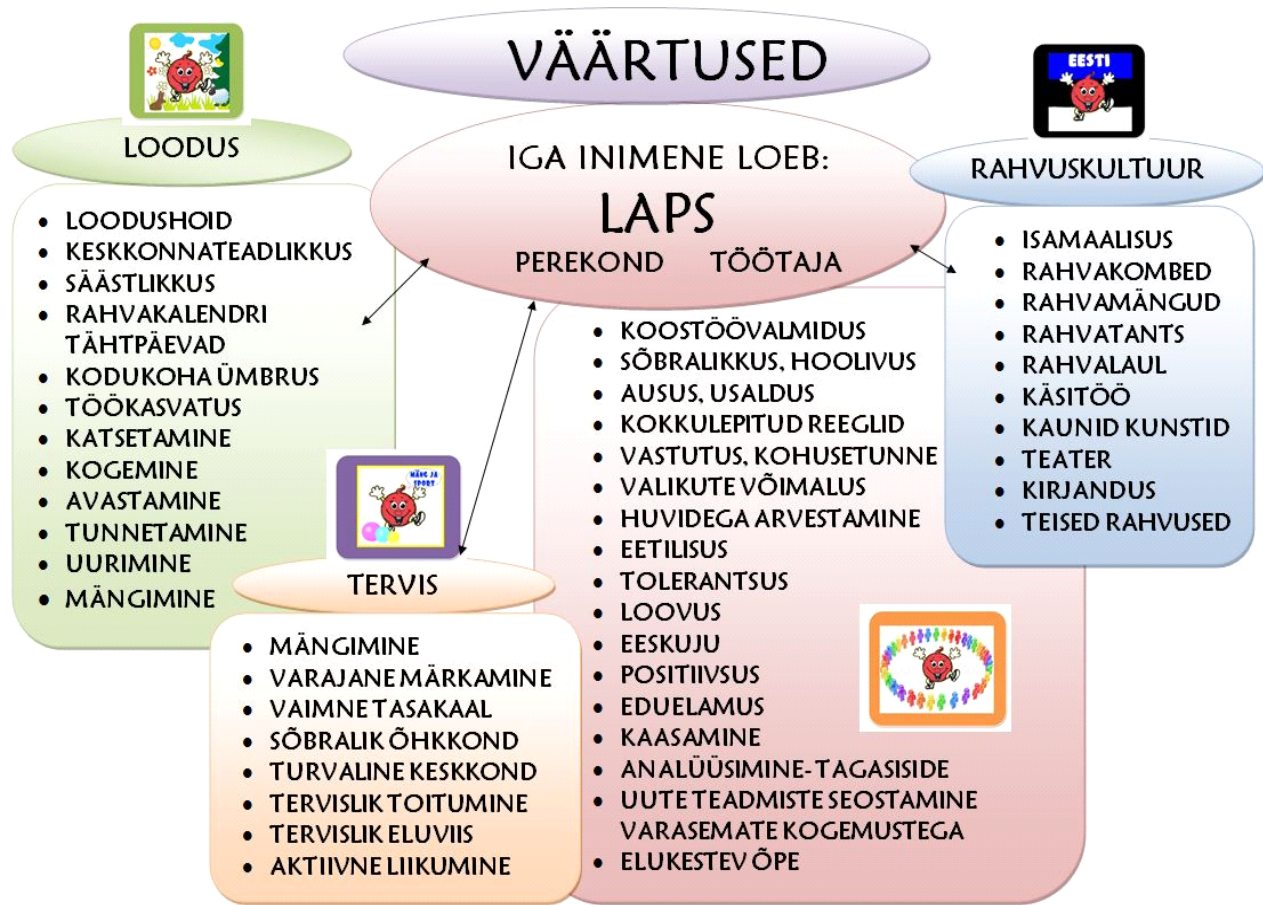 VÄÄRTUSED
LOODUS
• LOODUSHOID
• KESKKONNATEADLIKKUS
• SÄÄSTLIKKUS
• RAHVAKALENDRI
TÄHTPÄEVAD
• KODUKOHA ÜMBRUS
• TÖÖKASVATUS
• KATSETAMINE
• KOGEMINE
• AVASTAMINE
• TUNNETAMINE
• UURIMINE
• MÄNGIMINE
IGA INIMENE LOEB:
LAPS
PEREKOND TÖÖTAJA
• KOOSTÖÖVALMIDUS
• SÕBRALIKKUS, HOOLIVUS
• AUSUS, USALDUS
• KOKKULEPITUD REEGLID
• VASTUTUS, KOHUSETUNNE
• VALIKUTE VÕIMALUS
• HUVIDEGA ARVESTAMINE
• EETILISUS
• TOLERANTSUS
• LOOVUS
• EESKUJU
• POSITIIVSUS
• EDUELAMUS
• KAASAMINE
• ANALÜÜSIMINE- TAGASISIDE
• UUTE TEADMISTE SEOSTAMINE
VARASEMATE KOGEMUSTEGA
• ELUKESTEV ÕPE
EESTI
RAHVUSKULTUUR
• ISAMAALISUS
• RAHVAKOMBED
• RAHVAMÄNGUD
• RAHVATANTS
• RAHVALAUL
• KÄSITÖÖ
• KAUNID KUNSTID
• TEATER
• KIRJANDUS
• TEISED RAHVUSED
MÄNG JA
SPORT
TERVIS
• MÄNGIMINE
• VARAJANE MÄRKAMINE
• VAIMNE TASAKAAL
• SÕBRALIK ÕHKKOND
• TURVALINE KESKKOND
• TERVISLIK TOITUMINE
• TERVISLIK ELUVIIS
• AKTIIVNE LIIKUMINE